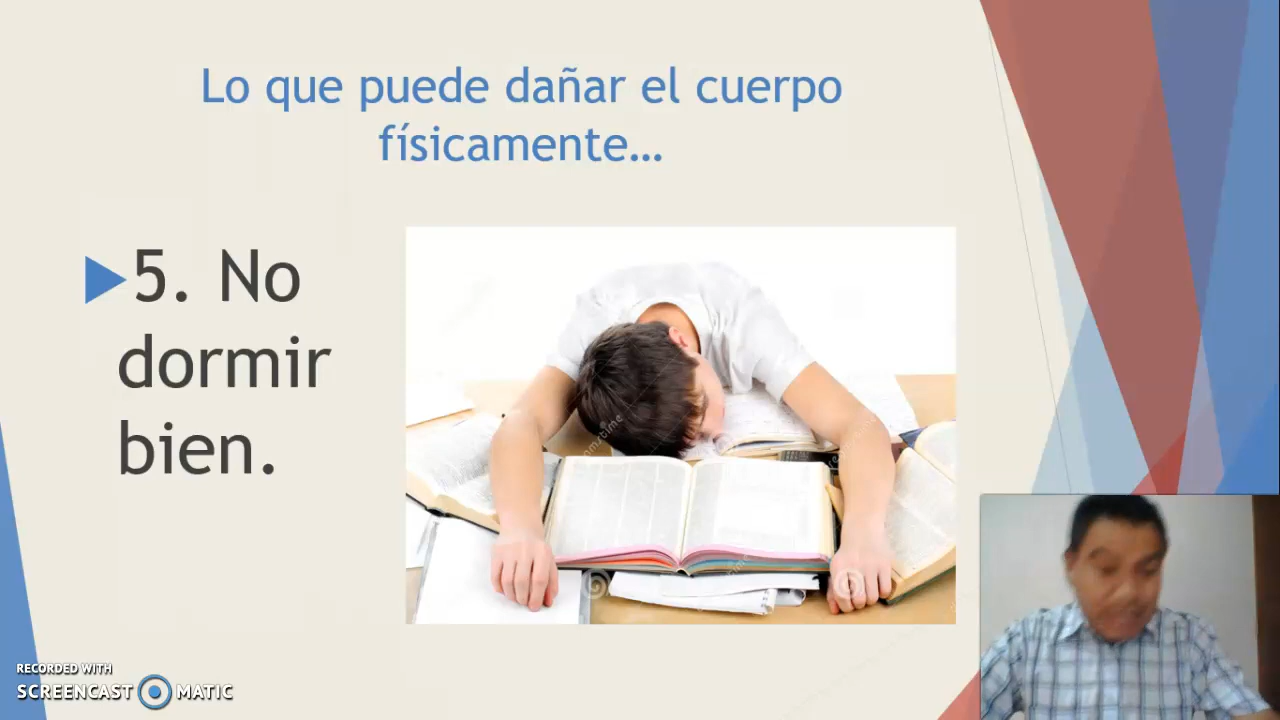 Lo que puede dañar el cuerpo
físicamente…
5. No
dormir
bien.
RECORDED WITH
SCREENCAST MATIC